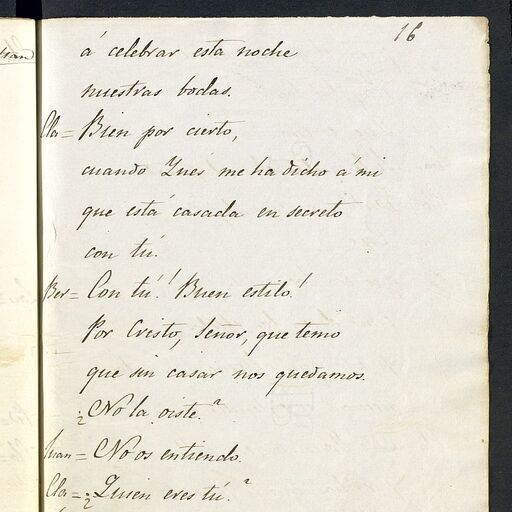 16
á celebrar esta noche
nuestras bodas.
Cla= Bien por cierto,
cuando Ynes me ha dicho á mi
que está casada en secreto
con tú.
Ber= Con tú! Buen estilo!
Por Cristo, Señor, que temo
que sin casar nos quedamos.
¿No la oiste?
Juan= No os entiendo.
Cla= ¿Quien eres tú?